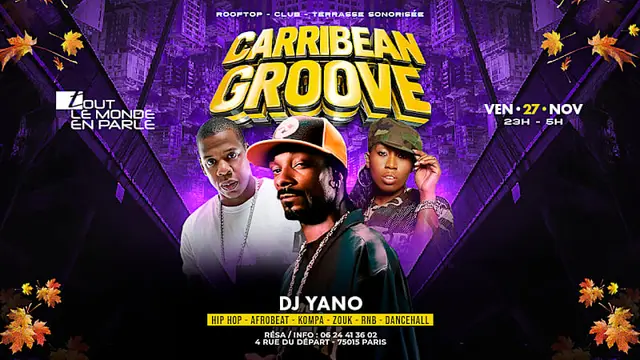 ROOFTOP - CLUB - TERRASSE SONORISÉE
CARRIBEAN
GROOVE
TOUT
LE MONDE
EN PARLE
VEN • 27 • NOV
23H - 5H
DJ YANO
HIP HOP - AFROBEAT - KOMPA - ZOUK - RNB - DANCEHALL
RÉSA / INFO : 06 24 41 36 02
4 RUE DU DÉPART - 75015 PARIS